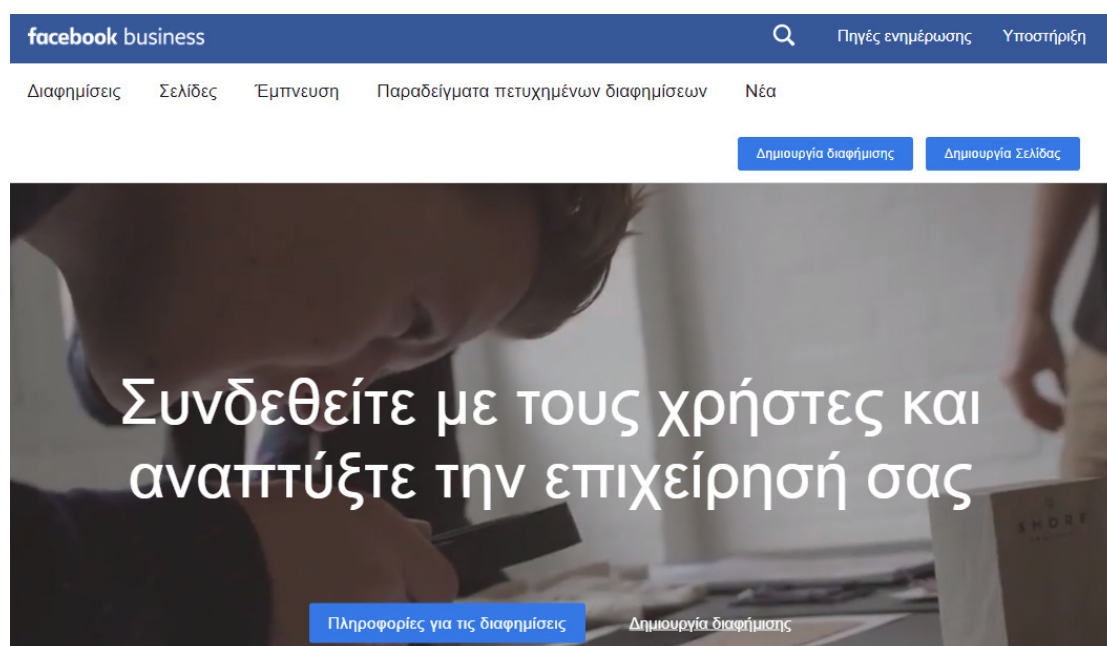 facebook business
Πηγές ενημέρωσης
Υποστήριξη
Διαφημίσεις
Σελίδες
Έμπνευση
Παραδείγματα πετυχημένων διαφημίσεων
Νέα
Δημιουργία διαφήμισης
Δημιουργία Σελίδας
Συνδεθείτε με τους χρήστες και
αναπτύξτε την επιχείρησή σας
SHORE
Πληροφορίες για τις διαφημίσεις
Δημιουργία διαφήμισης